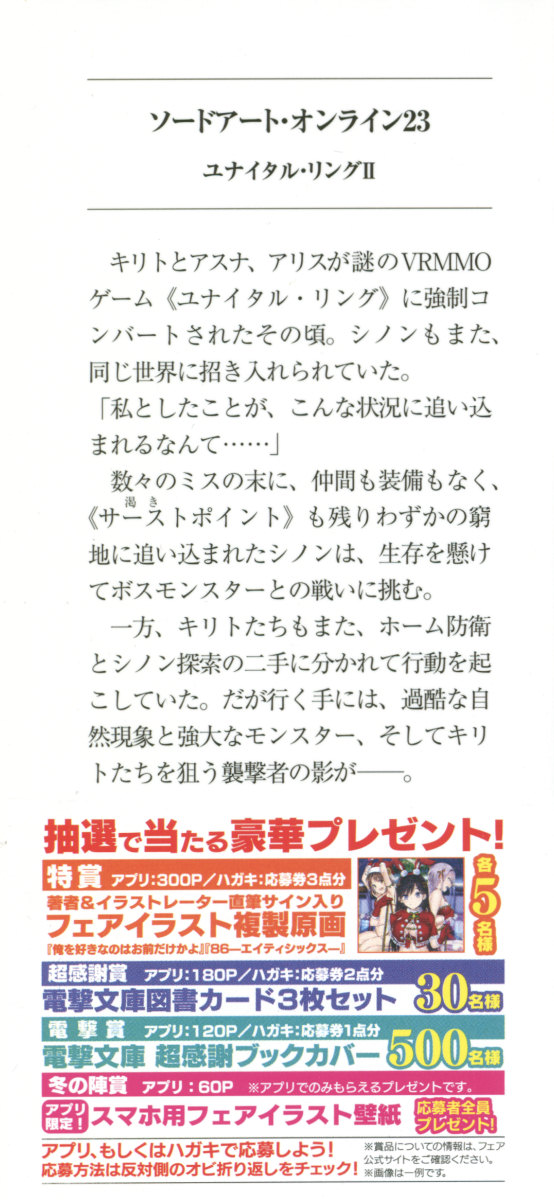 ソードアート・オンライン23
ユナイタル・リングⅡ
キリトとアスナ、アリスが謎のVRMMO
ゲーム《ユナイタル・リング》に強制コ
ンバートされたその頃。シノンもまた、
同じ世界に招き入れられていた。
「私としたことが、こんな状況に追い込
まれるなんて……」
数々のミスの末に、仲間も装備もなく、
渇き
《サーストポイント》も残りわずかの窮
地に追い込まれたシノンは、生存を懸け
てボスモンスターとの戦いに挑む。
一方、キリトたちもまた、ホーム防衛
とシノン探索の二手に分かれて行動を起
こしていた。だが行く手には、過酷な自
然現象と強大なモンスター、そしてキリ
トたちを狙う襲撃者の影が――。
抽選で当たる豪華プレゼント!
特賞 アプリ:300P/ハガキ:応募券3点分
著者&イラストレーター直筆サイン入り
フェアイラスト複製原画
『俺を好きなのはお前だけかよ』『86―エイティシックス―』
各5名様
超感謝賞 アプリ:180P/ハガキ:応募券2点分
電撃文庫図書カード3枚セット 30名様
電撃賞 アプリ:120P/ハガキ:応募券1点分
電撃文庫 超感謝ブックカバー 500名様
冬の陣賞 アプリ:60P ※アプリでのみもらえるプレゼントです。
アプリ限定! スマホ用フェアイラスト壁紙 応募者全員プレゼント!
アプリ、もしくはハガキで応募しよう!
応募方法は反対側のオビ折り返しをチェック!
※賞品についての情報は、フェア
公式サイトをご確認ください。
※画像は一例です。